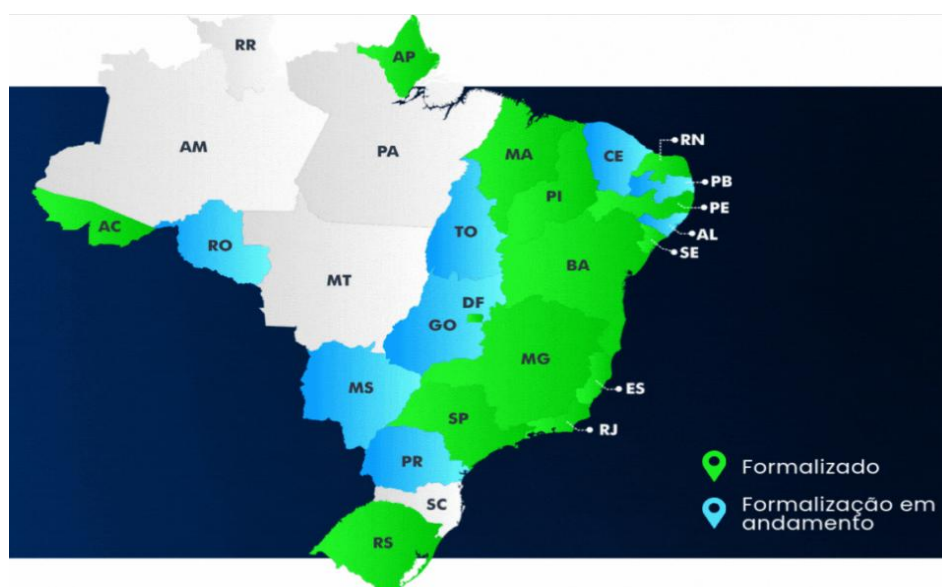 RR
AP
AM
PA
MA
CE
RN
PB
PE
AL
SE
PI
AC
RO
TO
BA
MT
DF
GO
MG
MS
ES
SP
RJ
PR
SC
RS
Formalizado
Formalização em
andamento